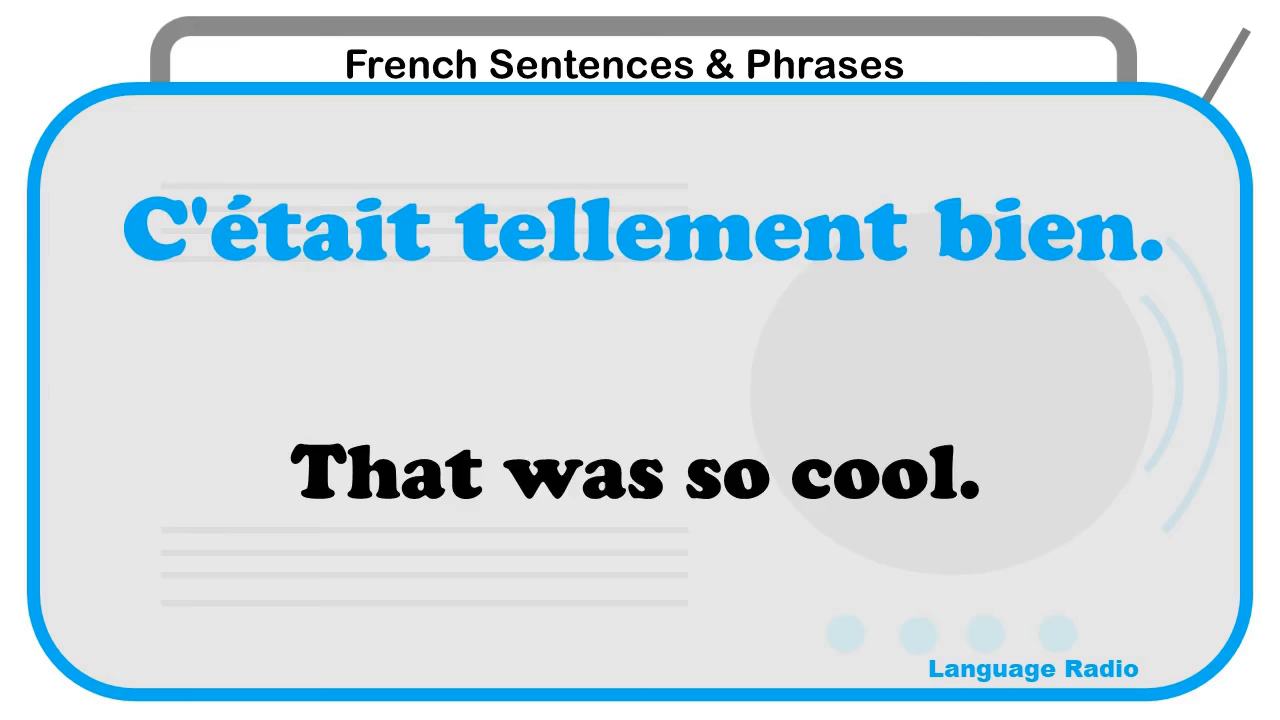 French Sentences & Phrases
C'était tellement bien.
That was so cool.
Language Radio